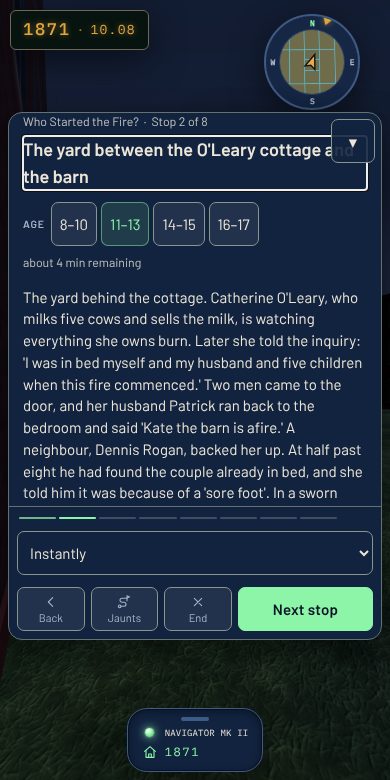 1871 · 10.08
N
W E
S
Who Started the Fire? · Stop 2 of 8
The yard between the O'Leary cottage and
the barn
▼
AGE 8–10 11–13 14–15 16–17
about 4 min remaining
The yard behind the cottage. Catherine O'Leary, who
milks five cows and sells the milk, is watching
everything she owns burn. Later she told the inquiry:
'I was in bed myself and my husband and five children
when this fire commenced.' Two men came to the
door, and her husband Patrick ran back to the
bedroom and said 'Kate the barn is afire.' A
neighbour, Dennis Rogan, backed her up. At half past
eight he had found the couple already in bed, and she
told him it was because of a 'sore foot'. In a sworn
Instantly
Back Jaunts End Next stop
NAVIGATOR MK II
1871